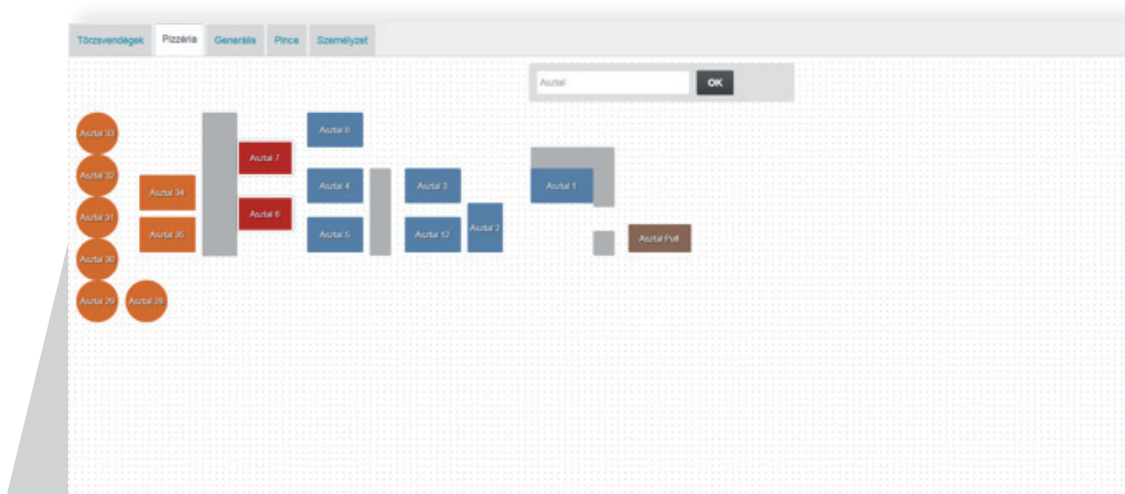 Törzsvendégek Pizzéria Generális Pince Személyzet
Asztal OK
Asztal 33
Asztal 8
Asztal 7
Asztal 32
Asztal 34
Asztal 4
Asztal 3
Asztal 1
Asztal 31
Asztal 6
Asztal 35
Asztal 5
Asztal 12
Asztal 2
Asztal Pult
Asztal 30
Asztal 29
Asztal 28